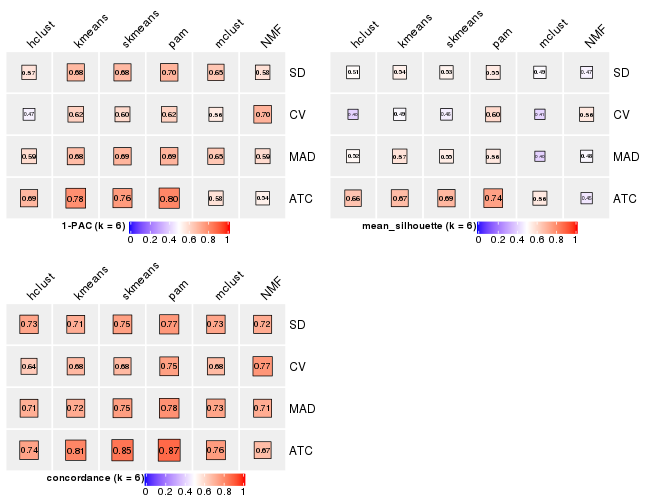 hclust kmeans skmeans pam mclust NMF
0.57 0.68 0.68 0.70 0.65 0.58 SD
0.47 0.62 0.60 0.62 0.56 0.70 CV
0.59 0.68 0.69 0.69 0.65 0.59 MAD
0.69 0.78 0.76 0.80 0.58 0.54 ATC
1-PAC (k = 6)
0 0.2 0.4 0.6 0.8 1
hclust kmeans skmeans pam mclust NMF
0.51 0.54 0.53 0.55 0.49 0.47 SD
0.49 0.60 0.56 CV
0.52 0.57 0.55 0.56 0.48 MAD
0.66 0.67 0.69 0.74 0.56 ATC
mean_silhouette (k = 6)
0 0.2 0.4 0.6 0.8 1
hclust kmeans skmeans pam mclust NMF
0.73 0.71 0.75 0.77 0.73 0.72 SD
0.64 0.68 0.68 0.75 0.68 0.77 CV
0.71 0.72 0.75 0.78 0.73 0.71 MAD
0.74 0.81 0.85 0.87 0.76 0.67 ATC
concordance (k = 6)
0 0.2 0.4 0.6 0.8 1